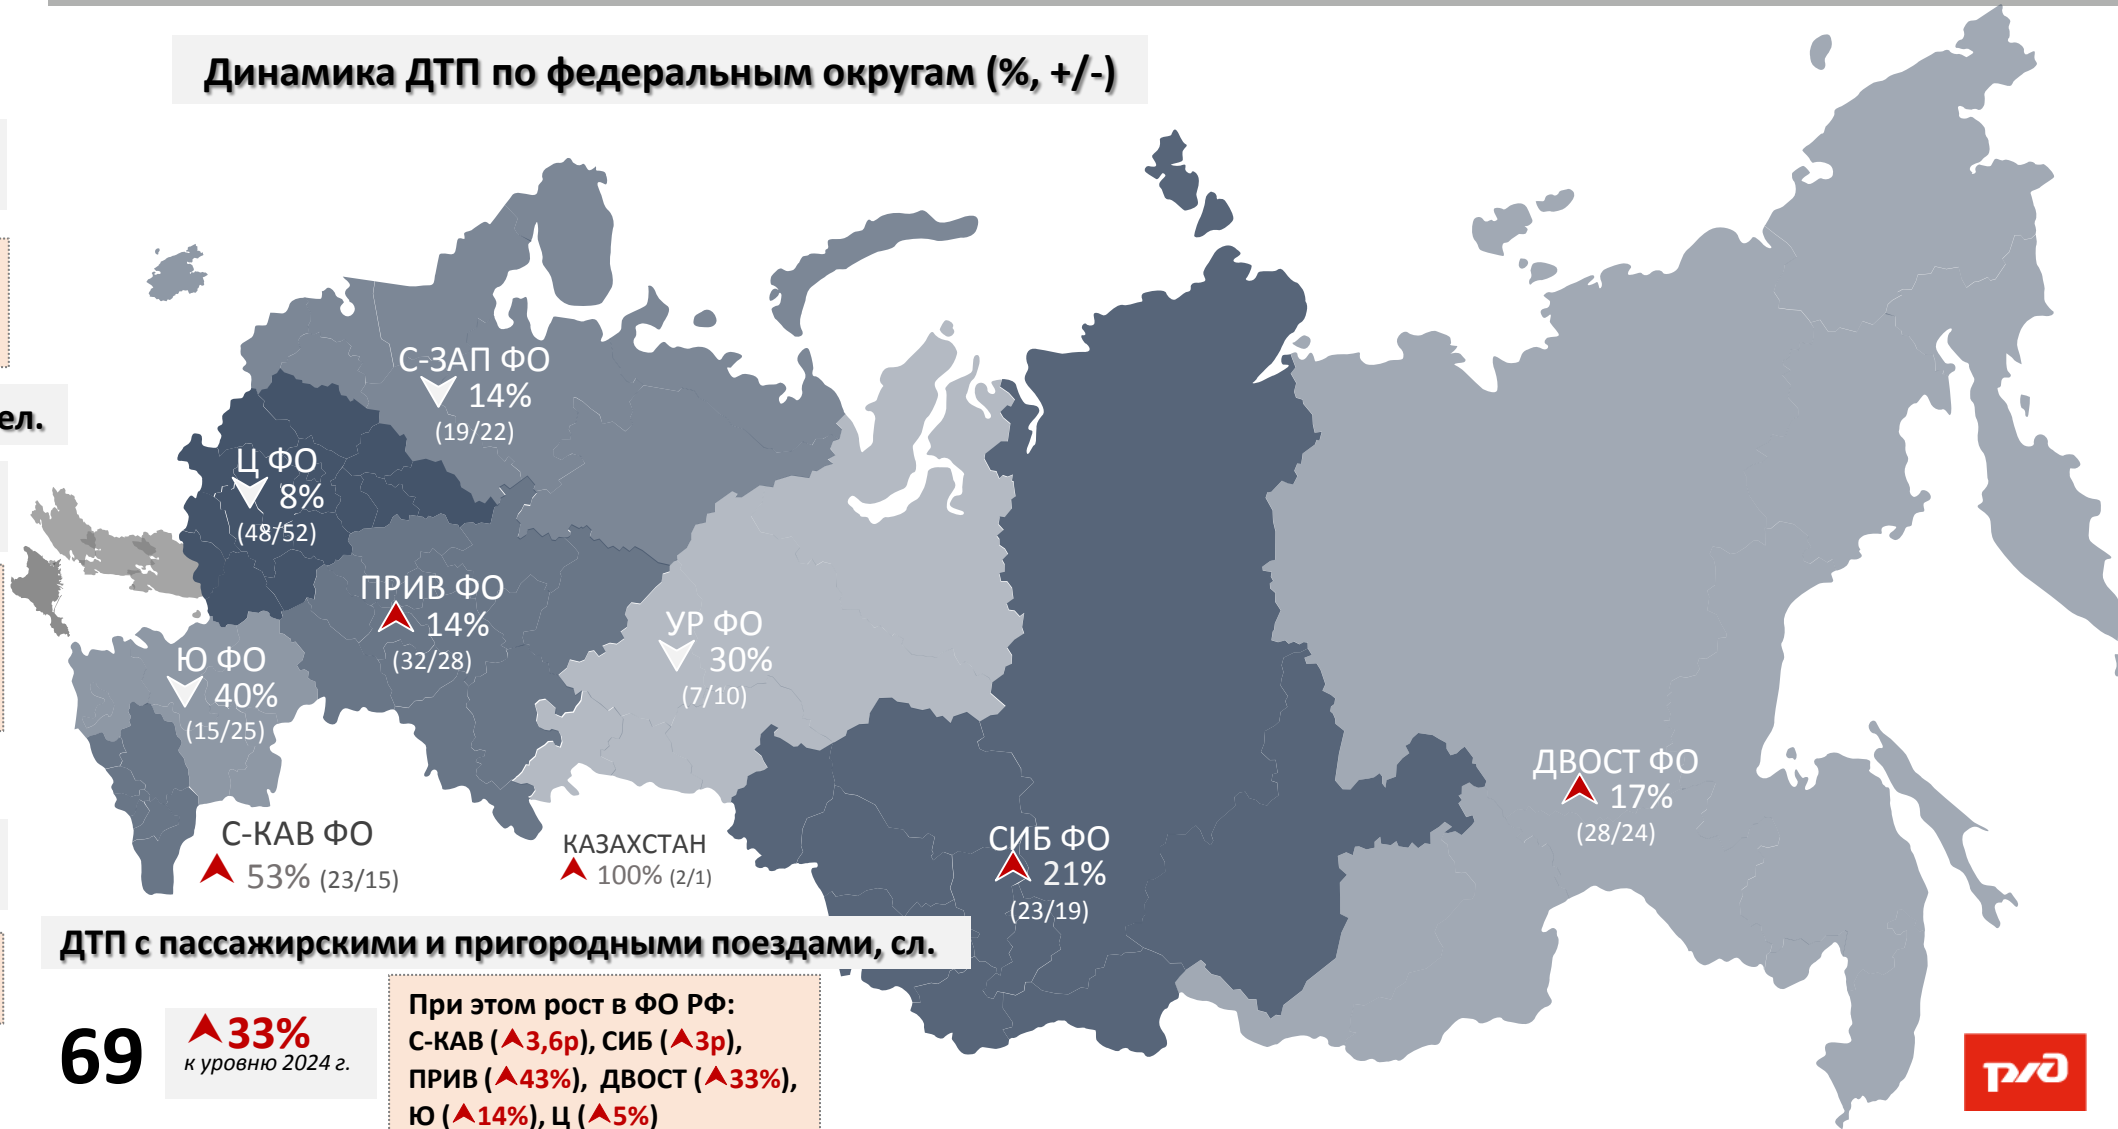 Динамика ДТП по федеральным округам (%, +/-)
С-ЗАП ФО
14%
(19/22)
ел.
Ц ФО
8%
(48/52)
ПРИВ ФО
14%
(32/28)
УР ФО
30%
(7/10)
Ю ФО
40%
(15/25)
ДВОСТ ФО
17%
(28/24)
С-КАВ ФО
53% (23/15)
КАЗАХСТАН
100% (2/1)
СИБ ФО
21%
(23/19)
ДТП с пассажирскими и пригородными поездами, сл.
69
33%
к уровню 2024 г.
При этом рост в ФО РФ:
С-КАВ (▲3,6р), СИБ (▲3р),
ПРИВ (▲43%), ДВОСТ (▲33%),
Ю (▲14%), Ц (▲5%)
ржд